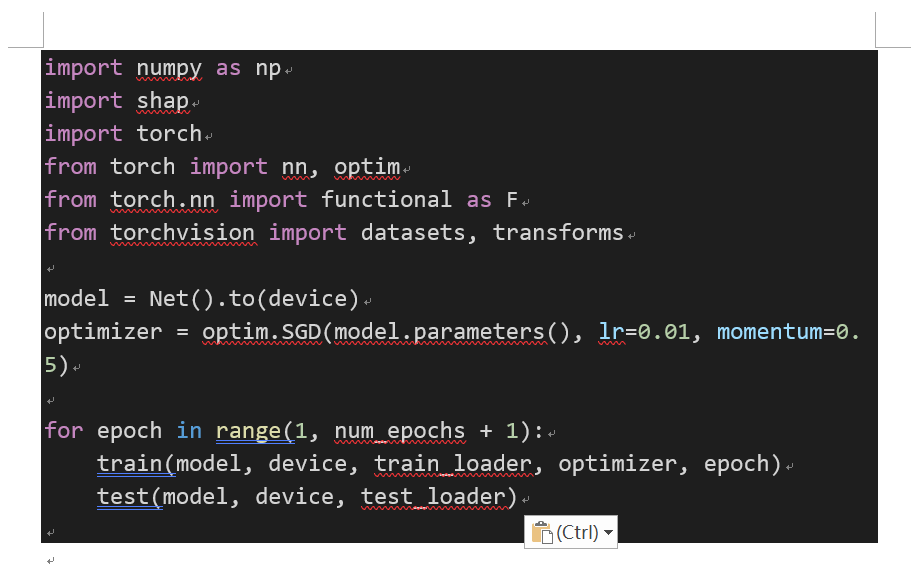 import numpy as np
import shap
import torch
from torch import nn, optim
from torch.nn import functional as F
from torchvision import datasets, transforms
model = Net().to(device)
optimizer = optim.SGD(model.parameters(), lr=0.01, momentum=0.
5)
for epoch in range(1, num_epochs + 1):
    train(model, device, train_loader, optimizer, epoch)
    test(model, device, test_loader)
(Ctrl)